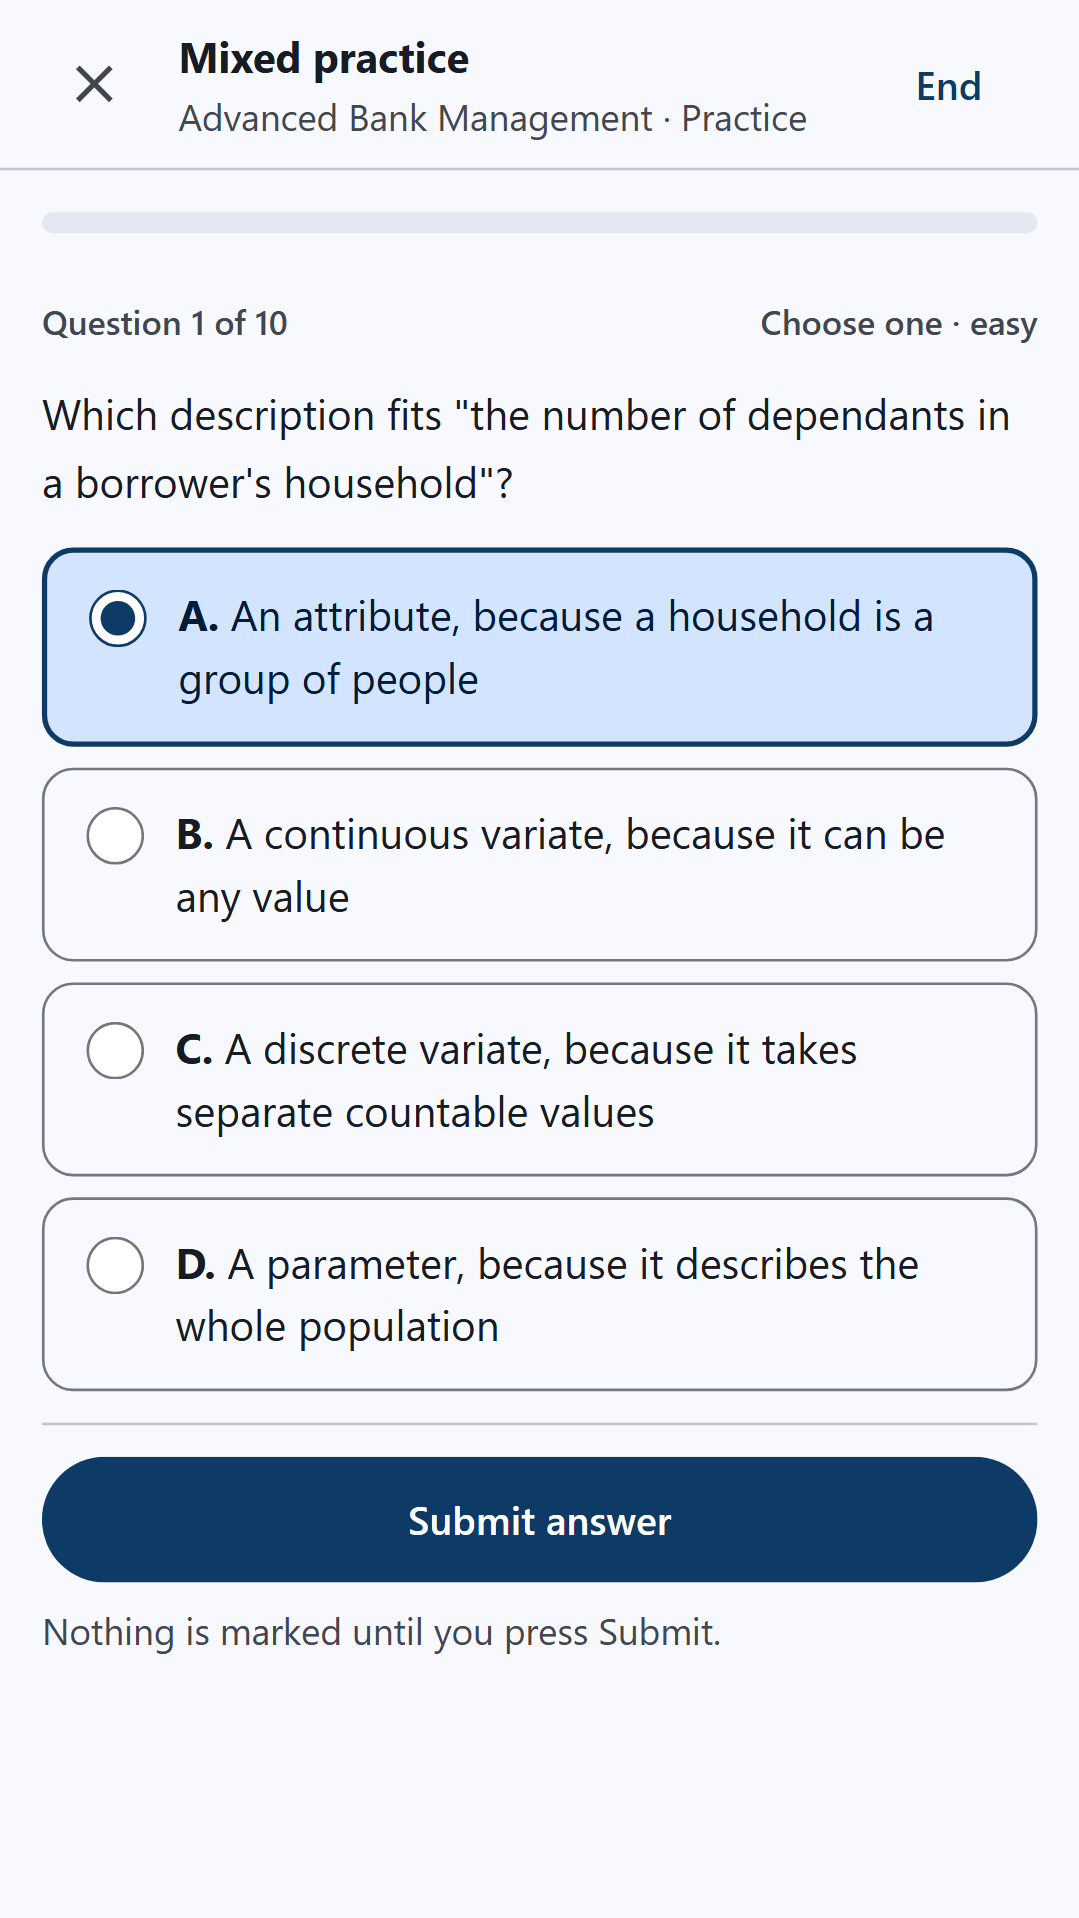 Mixed practice
Advanced Bank Management · Practice
End
Question 1 of 10
Choose one · easy
Which description fits "the number of dependants in
a borrower's household"?
A. An attribute, because a household is a
group of people
B. A continuous variate, because it can be
any value
C. A discrete variate, because it takes
separate countable values
D. A parameter, because it describes the
whole population
Submit answer
Nothing is marked until you press Submit.